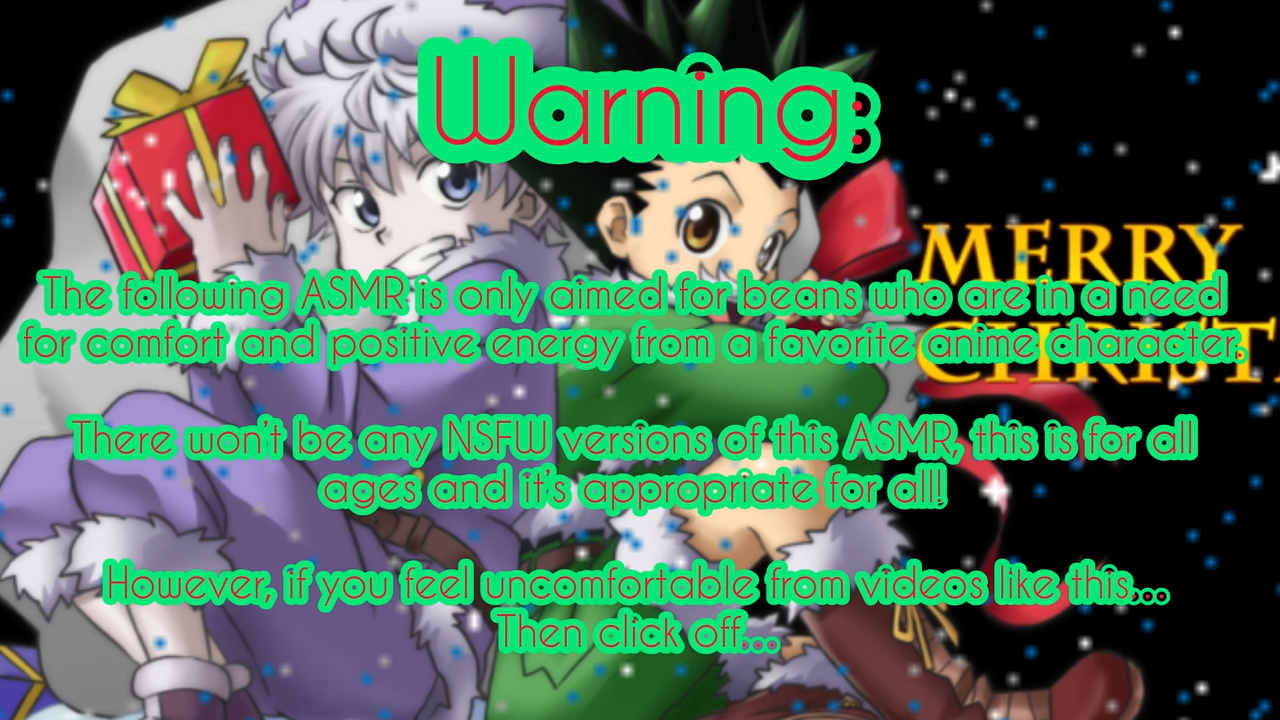 Warning:
MERRY
The following ASMR is only aimed for beans who are in a need
for comfort and positive energy from a favorite anime character.
There won't be any NSFW versions of this ASMR, this is for all
ages and it's appropriate for all!
However, if you feel uncomfortable from videos like this...
Then click off...